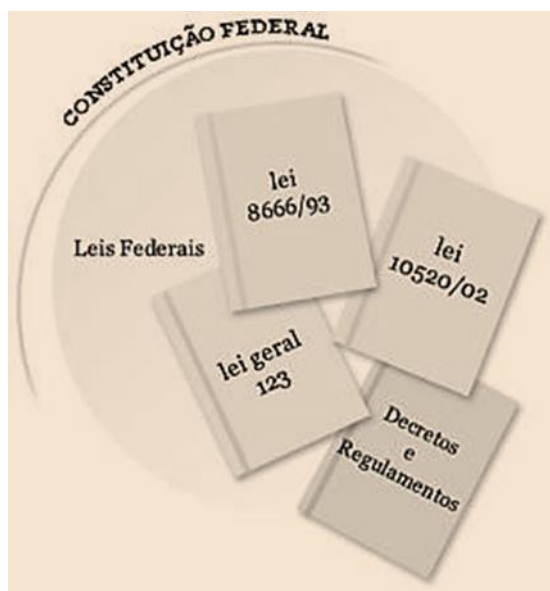 CONSTITUIÇÃO FEDERAL
lei
8666/93
Leis Federais
lei
10520/02
lei geral
123
Decretos
e
Regulamentos